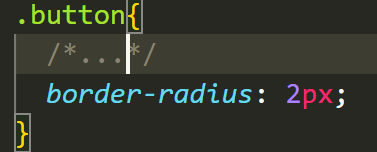 .button{
/*...*/
border-radius: 2px;
}